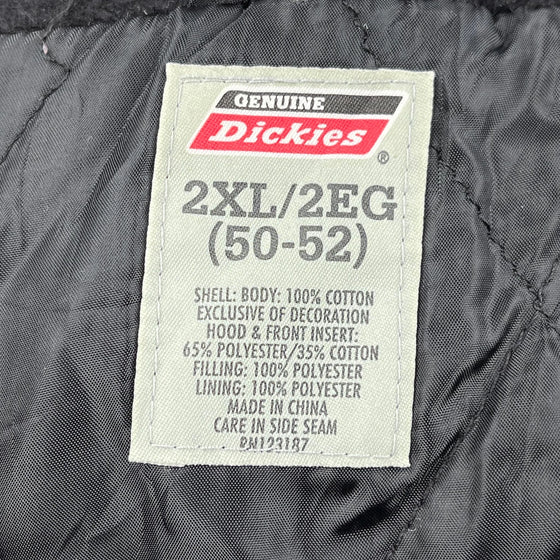 GENUINE
Dickies®
2XL/2EG
(50-52)
SHELL: BODY: 100% COTTON
EXCLUSIVE OF DECORATION
HOOD & FRONT INSERT:
65% POLYESTER/35% COTTON
FILLING: 100% POLYESTER
LINING: 100% POLYESTER
MADE IN CHINA
CARE IN SIDE SEAM
RN123187